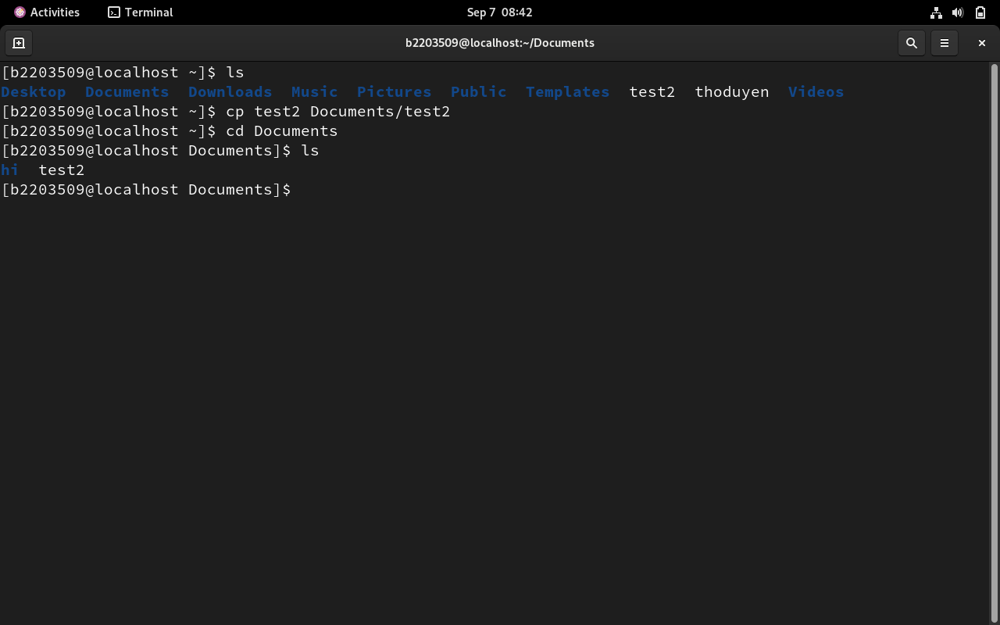 Activities Terminal Sep 7 08:42
b2203509@localhost:~/Documents
[b2203509@localhost ~]$ ls
Desktop Documents Downloads Music Pictures Public Templates test2 thoduyen Videos
[b2203509@localhost ~]$ cp test2 Documents/test2
[b2203509@localhost ~]$ cd Documents
[b2203509@localhost Documents]$ ls
hi test2
[b2203509@localhost Documents]$